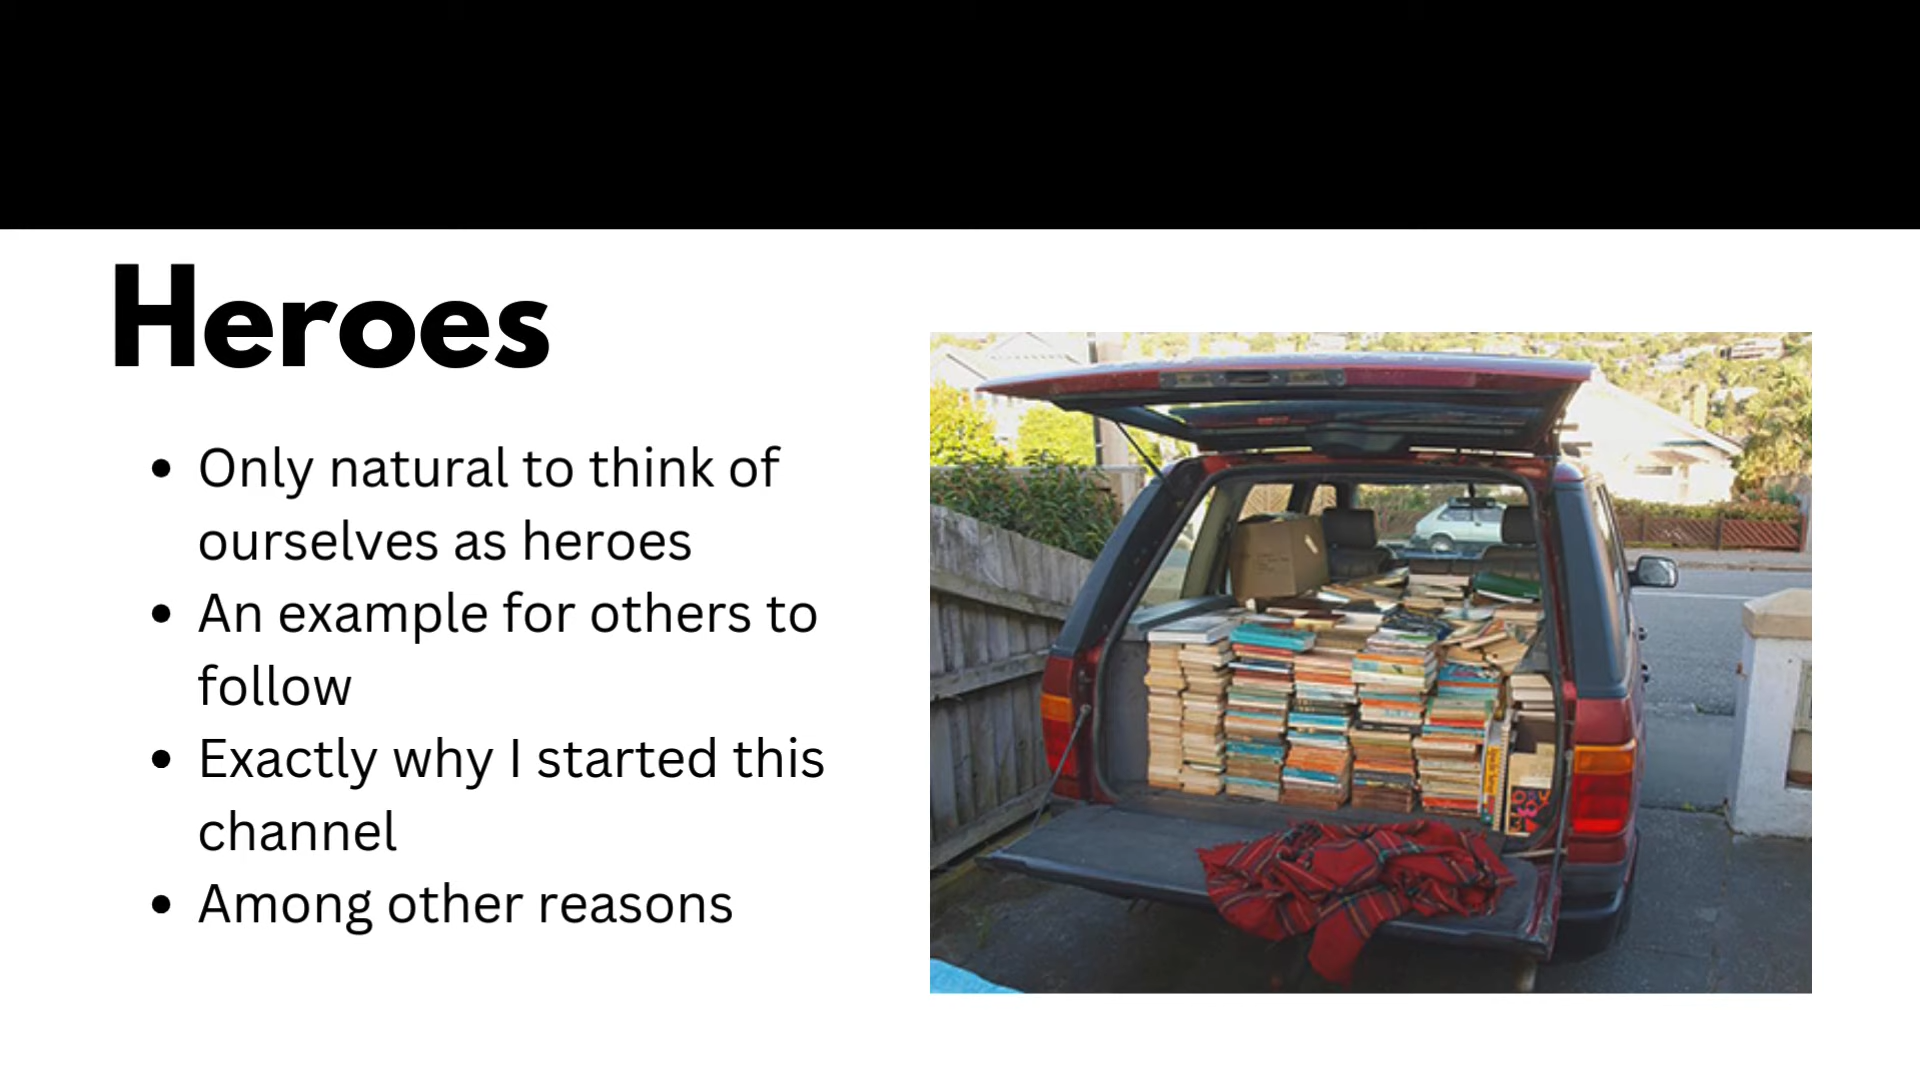 Heroes
• Only natural to think of
ourselves as heroes
• An example for others to
follow
• Exactly why I started this
channel
• Among other reasons